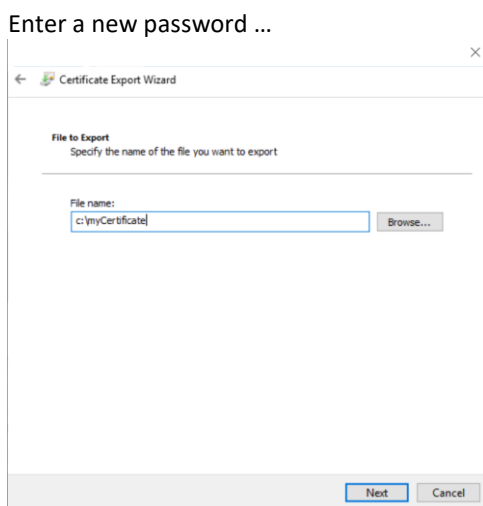 Enter a new password …
Certificate Export Wizard
File to Export
Specify the name of the file you want to export
File name:
c:\myCertificate
Browse...
Next Cancel